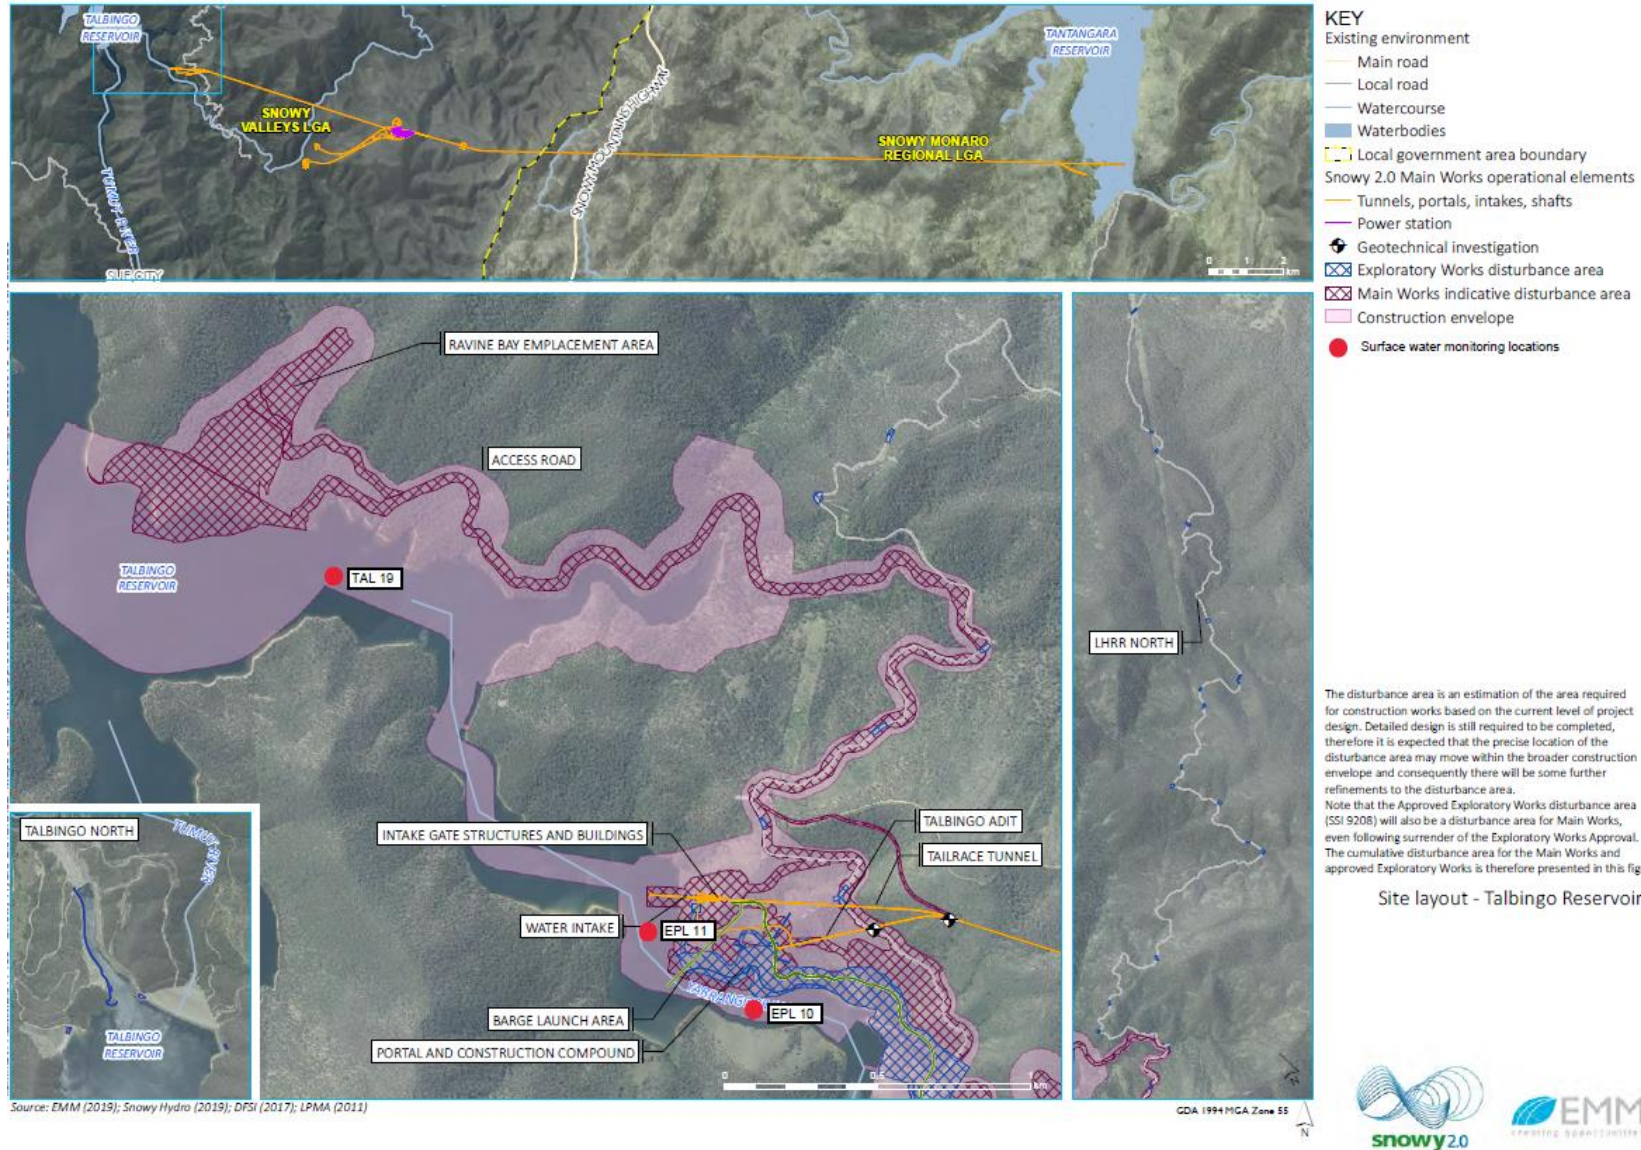 TALBINGO
RESERVOIR
TANTANGARA
RESERVOIR
SNOWY
VALLEYS LGA
SNOWY MOUNTAINS HIGHWAY
SNOWY MONARO
REGIONAL LGA
TUMUT RIVER
SUE CITY
0 1 2
km
KEY
Existing environment
Main road
Local road
Watercourse
Waterbodies
Local government area boundary
Snowy 2.0 Main Works operational elements
Tunnels, portals, intakes, shafts
Power station
Geotechnical investigation
Exploratory Works disturbance area
Main Works indicative disturbance area
Construction envelope
Surface water monitoring locations
RAVINE BAY EMPLACEMENT AREA
ACCESS ROAD
TALBINGO
RESERVOIR
TAL 19
LHRR NORTH
INTAKE GATE STRUCTURES AND BUILDINGS
TALBINGO ADIT
TAILRACE TUNNEL
WATER INTAKE
EPL 11
BARGE LAUNCH AREA
EPL 10
PORTAL AND CONSTRUCTION COMPOUND
0 0.5 1
km
TALBINGO NORTH
TUMUT RIVER
TALBINGO
RESERVOIR
The disturbance area is an estimation of the area required
for construction works based on the current level of project
design. Detailed design is still required to be completed,
therefore it is expected that the precise location of the
disturbance area may move within the broader construction
envelope and consequently there will be some further
refinements to the disturbance area.
Note that the Approved Exploratory Works disturbance area
(SSI 9208) will also be a disturbance area for Main Works,
even following surrender of the Exploratory Works Approval.
The cumulative disturbance area for the Main Works and
approved Exploratory Works is therefore presented in this fig
Site layout - Talbingo Reservoir
Source: EMM (2019); Snowy Hydro (2019); DFSI (2017); LPMA (2011)
GDA 1994 MGA Zone 55
N
snowy2.0
EMM